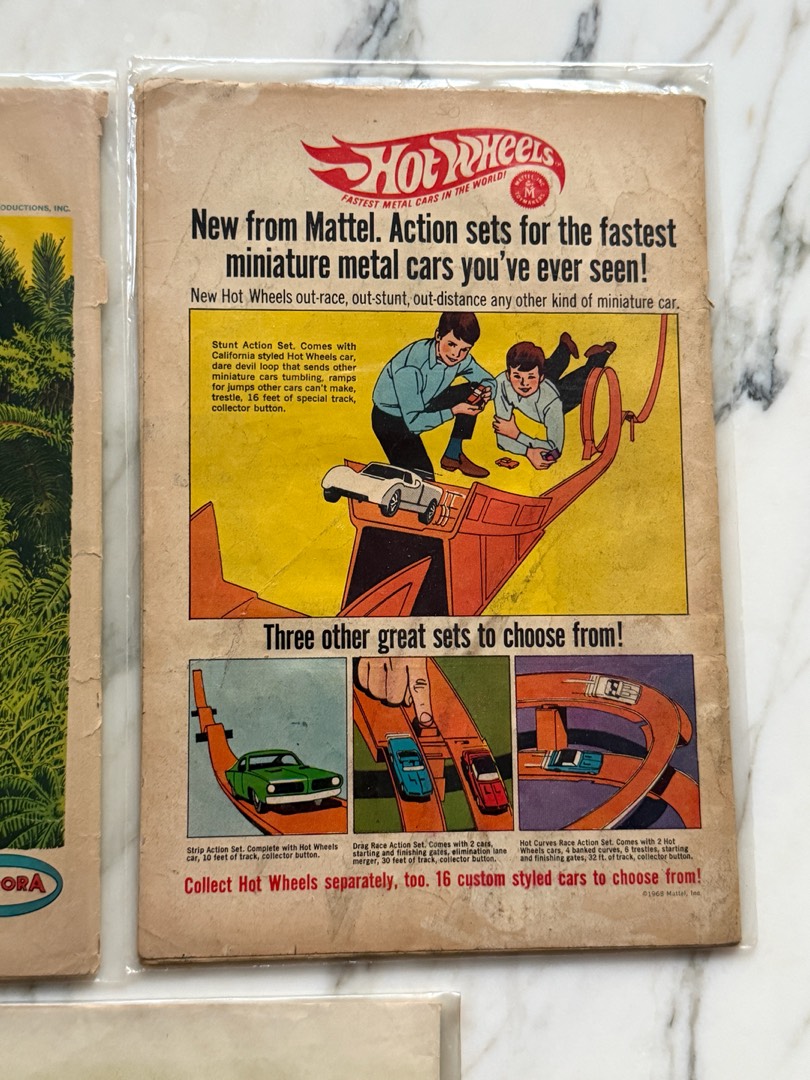 ODUCTIONS, INC.
ORA
HOT WHEELS
FASTEST METAL CARS IN THE WORLD!
MATTEL, INC.
M
TOYMAKERS
New from Mattel. Action sets for the fastest
miniature metal cars you've ever seen!
New Hot Wheels out-race, out-stunt, out-distance any other kind of miniature car.
Stunt Action Set. Comes with
California styled Hot Wheels car,
dare devil loop that sends other
miniature cars tumbling, ramps
for jumps other cars can't make,
trestle, 16 feet of special track,
collector button.
Three other great sets to choose from!
Strip Action Set. Complete with Hot Wheels
car, 10 feet of track, collector button.
Drag Race Action Set. Comes with 2 cars,
starting and finishing gates, elimination lane
merger, 30 feet of track, collector button.
Hot Curves Race Action Set. Comes with 2 Hot
Wheels cars, 4 banked curves, 6 trestles, starting
and finishing gates, 32 ft. of track, collector button.
Collect Hot Wheels separately, too. 16 custom styled cars to choose from!
©1968 Mattel, Inc.